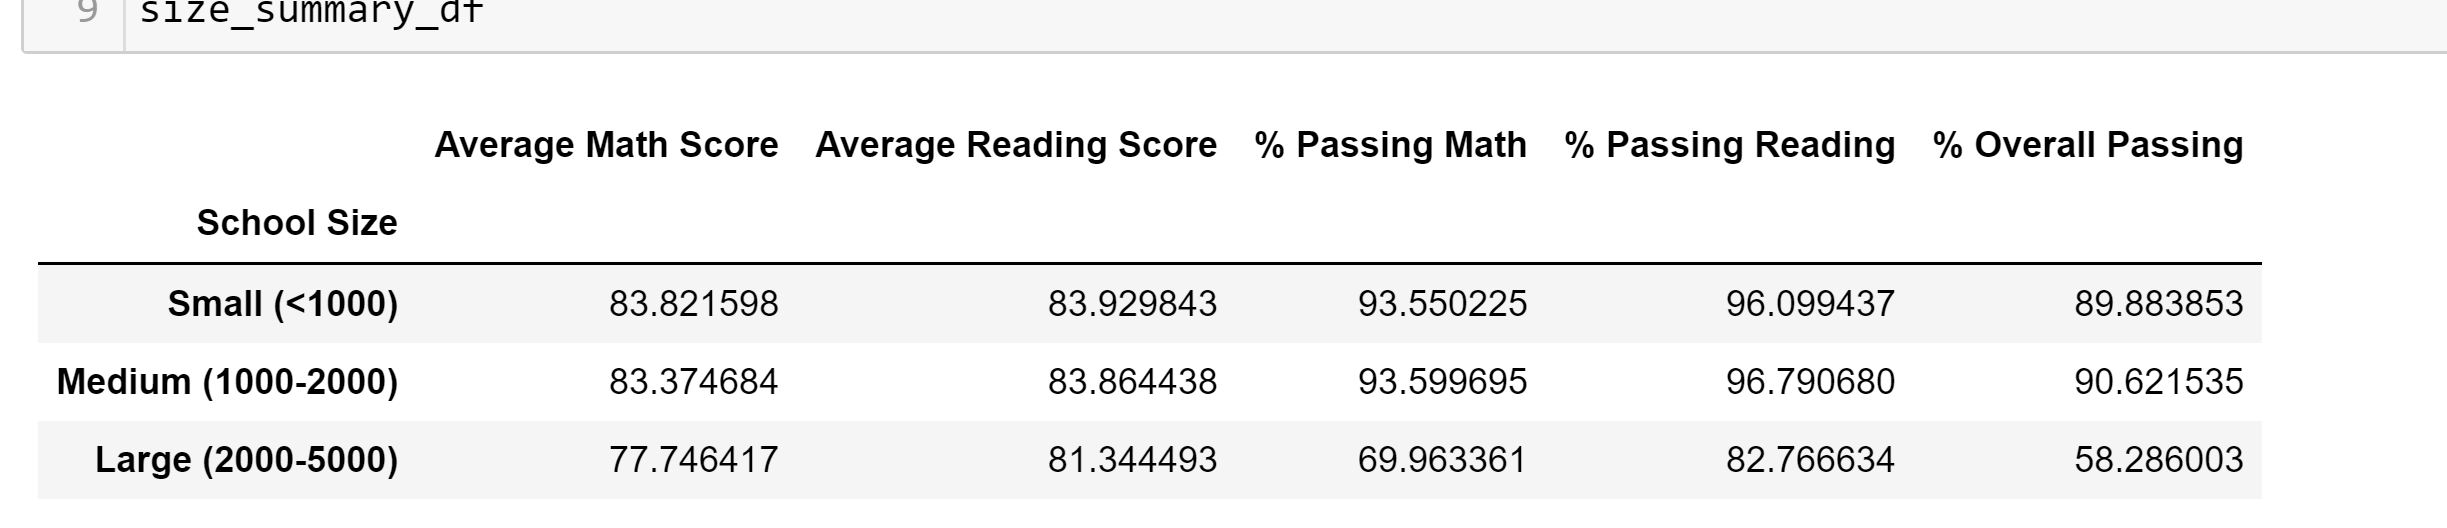 9 size_summary_df
Average Math Score Average Reading Score % Passing Math % Passing Reading % Overall Passing
School Size
Small (<1000) 83.821598 83.929843 93.550225 96.099437 89.883853
Medium (1000-2000) 83.374684 83.864438 93.599695 96.790680 90.621535
Large (2000-5000) 77.746417 81.344493 69.963361 82.766634 58.286003